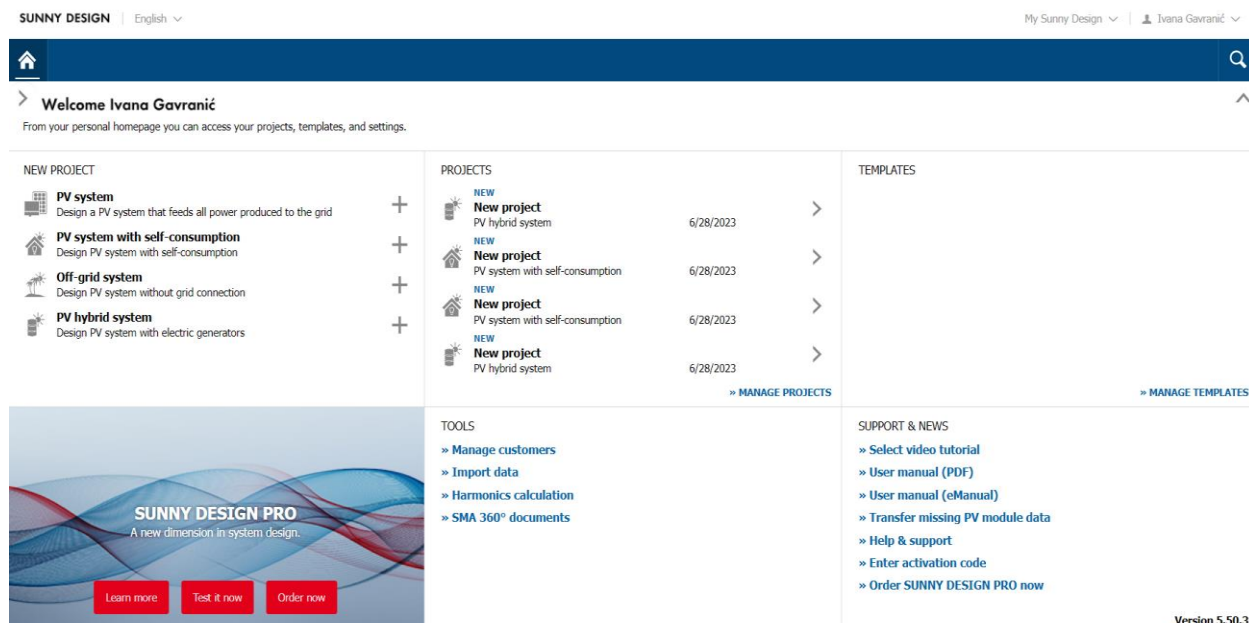 SUNNY DESIGN English
My Sunny Design Ivana Gavranić
Welcome Ivana Gavranić
From your personal homepage you can access your projects, templates, and settings.
NEW PROJECT
PV system
Design a PV system that feeds all power produced to the grid
PV system with self-consumption
Design PV system with self-consumption
Off-grid system
Design PV system without grid connection
PV hybrid system
Design PV system with electric generators
PROJECTS
NEW
New project
PV hybrid system 6/28/2023
NEW
New project
PV system with self-consumption 6/28/2023
NEW
New project
PV system with self-consumption 6/28/2023
NEW
New project
PV hybrid system 6/28/2023
» MANAGE PROJECTS
TEMPLATES
» MANAGE TEMPLATES
SUNNY DESIGN PRO
A new dimension in system design.
Learn more Test it now Order now
TOOLS
» Manage customers
» Import data
» Harmonics calculation
» SMA 360° documents
SUPPORT & NEWS
» Select video tutorial
» User manual (PDF)
» User manual (eManual)
» Transfer missing PV module data
» Help & support
» Enter activation code
» Order SUNNY DESIGN PRO now
Version 5.50.3